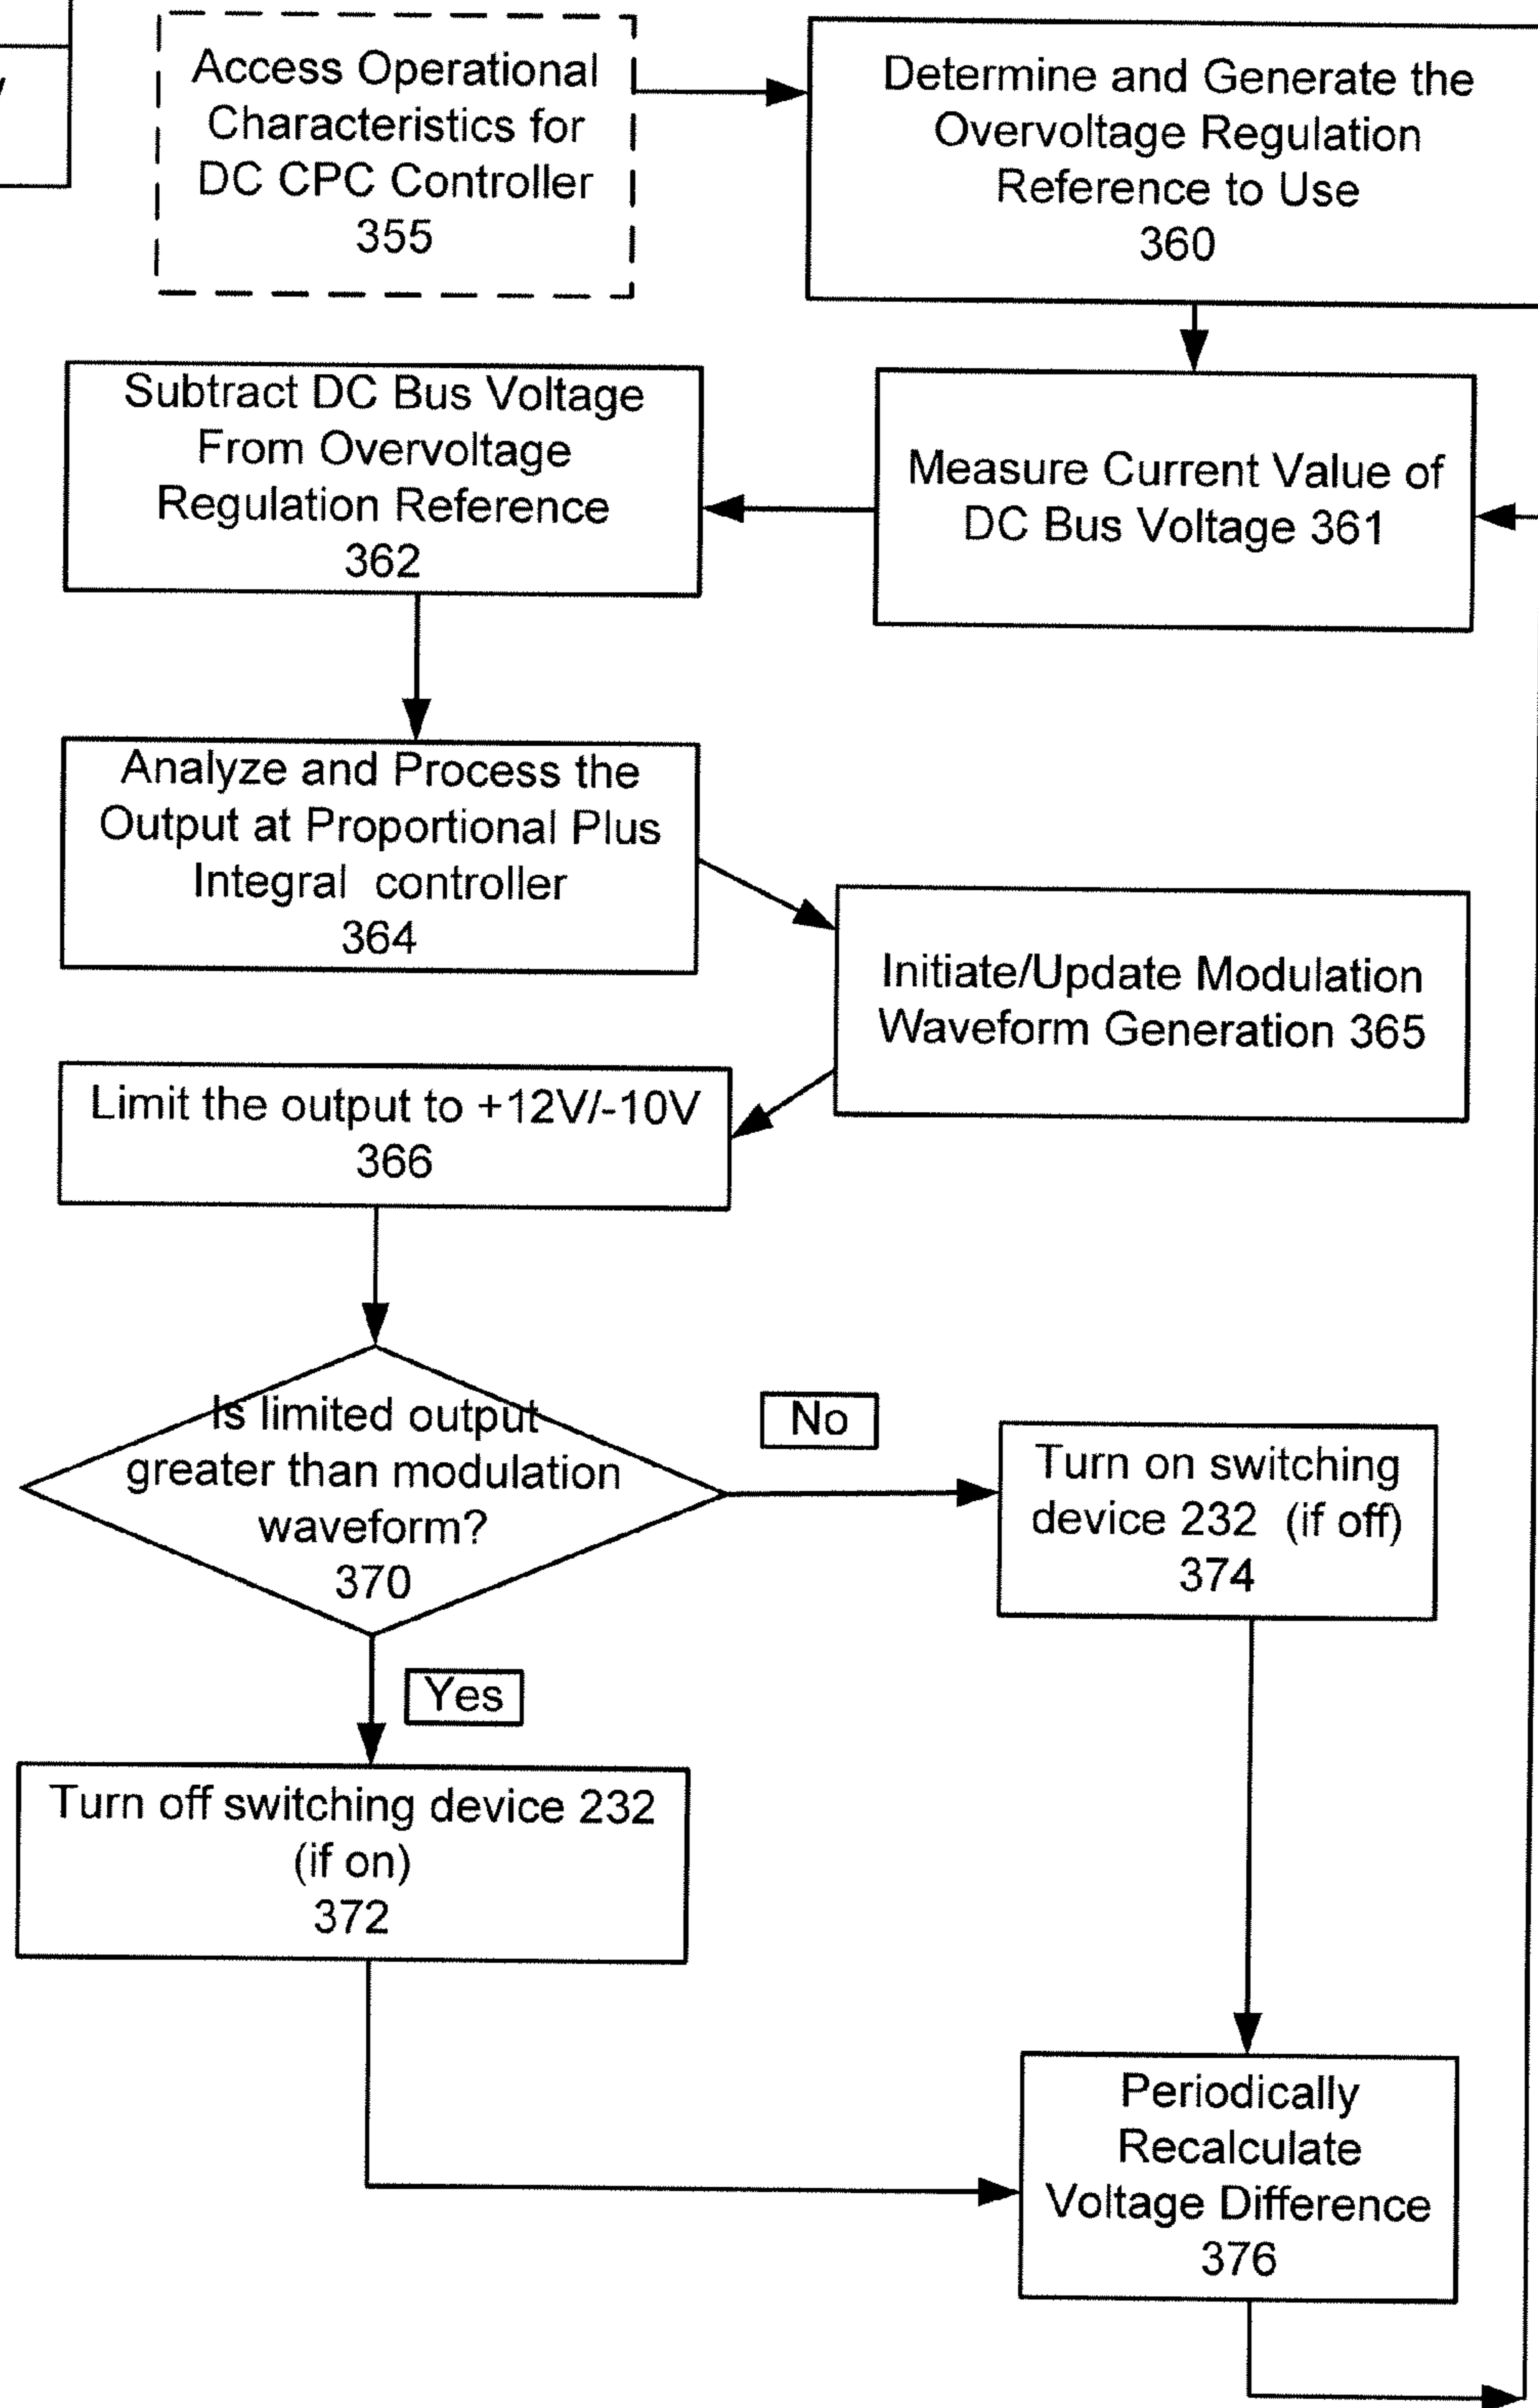 Access Operational
Characteristics for
DC CPC Controller
355
Determine and Generate the
Overvoltage Regulation
Reference to Use
360
Subtract DC Bus Voltage
From Overvoltage
Regulation Reference
362
Measure Current Value of
DC Bus Voltage 361
Analyze and Process the
Output at Proportional Plus
Integral controller
364
Initiate/Update Modulation
Waveform Generation 365
Limit the output to +12V/-10V
366
Is limited output
greater than modulation
waveform?
370
No
Turn on switching
device 232 (if off)
374
Yes
Turn off switching device 232
(if on)
372
Periodically
Recalculate
Voltage Difference
376